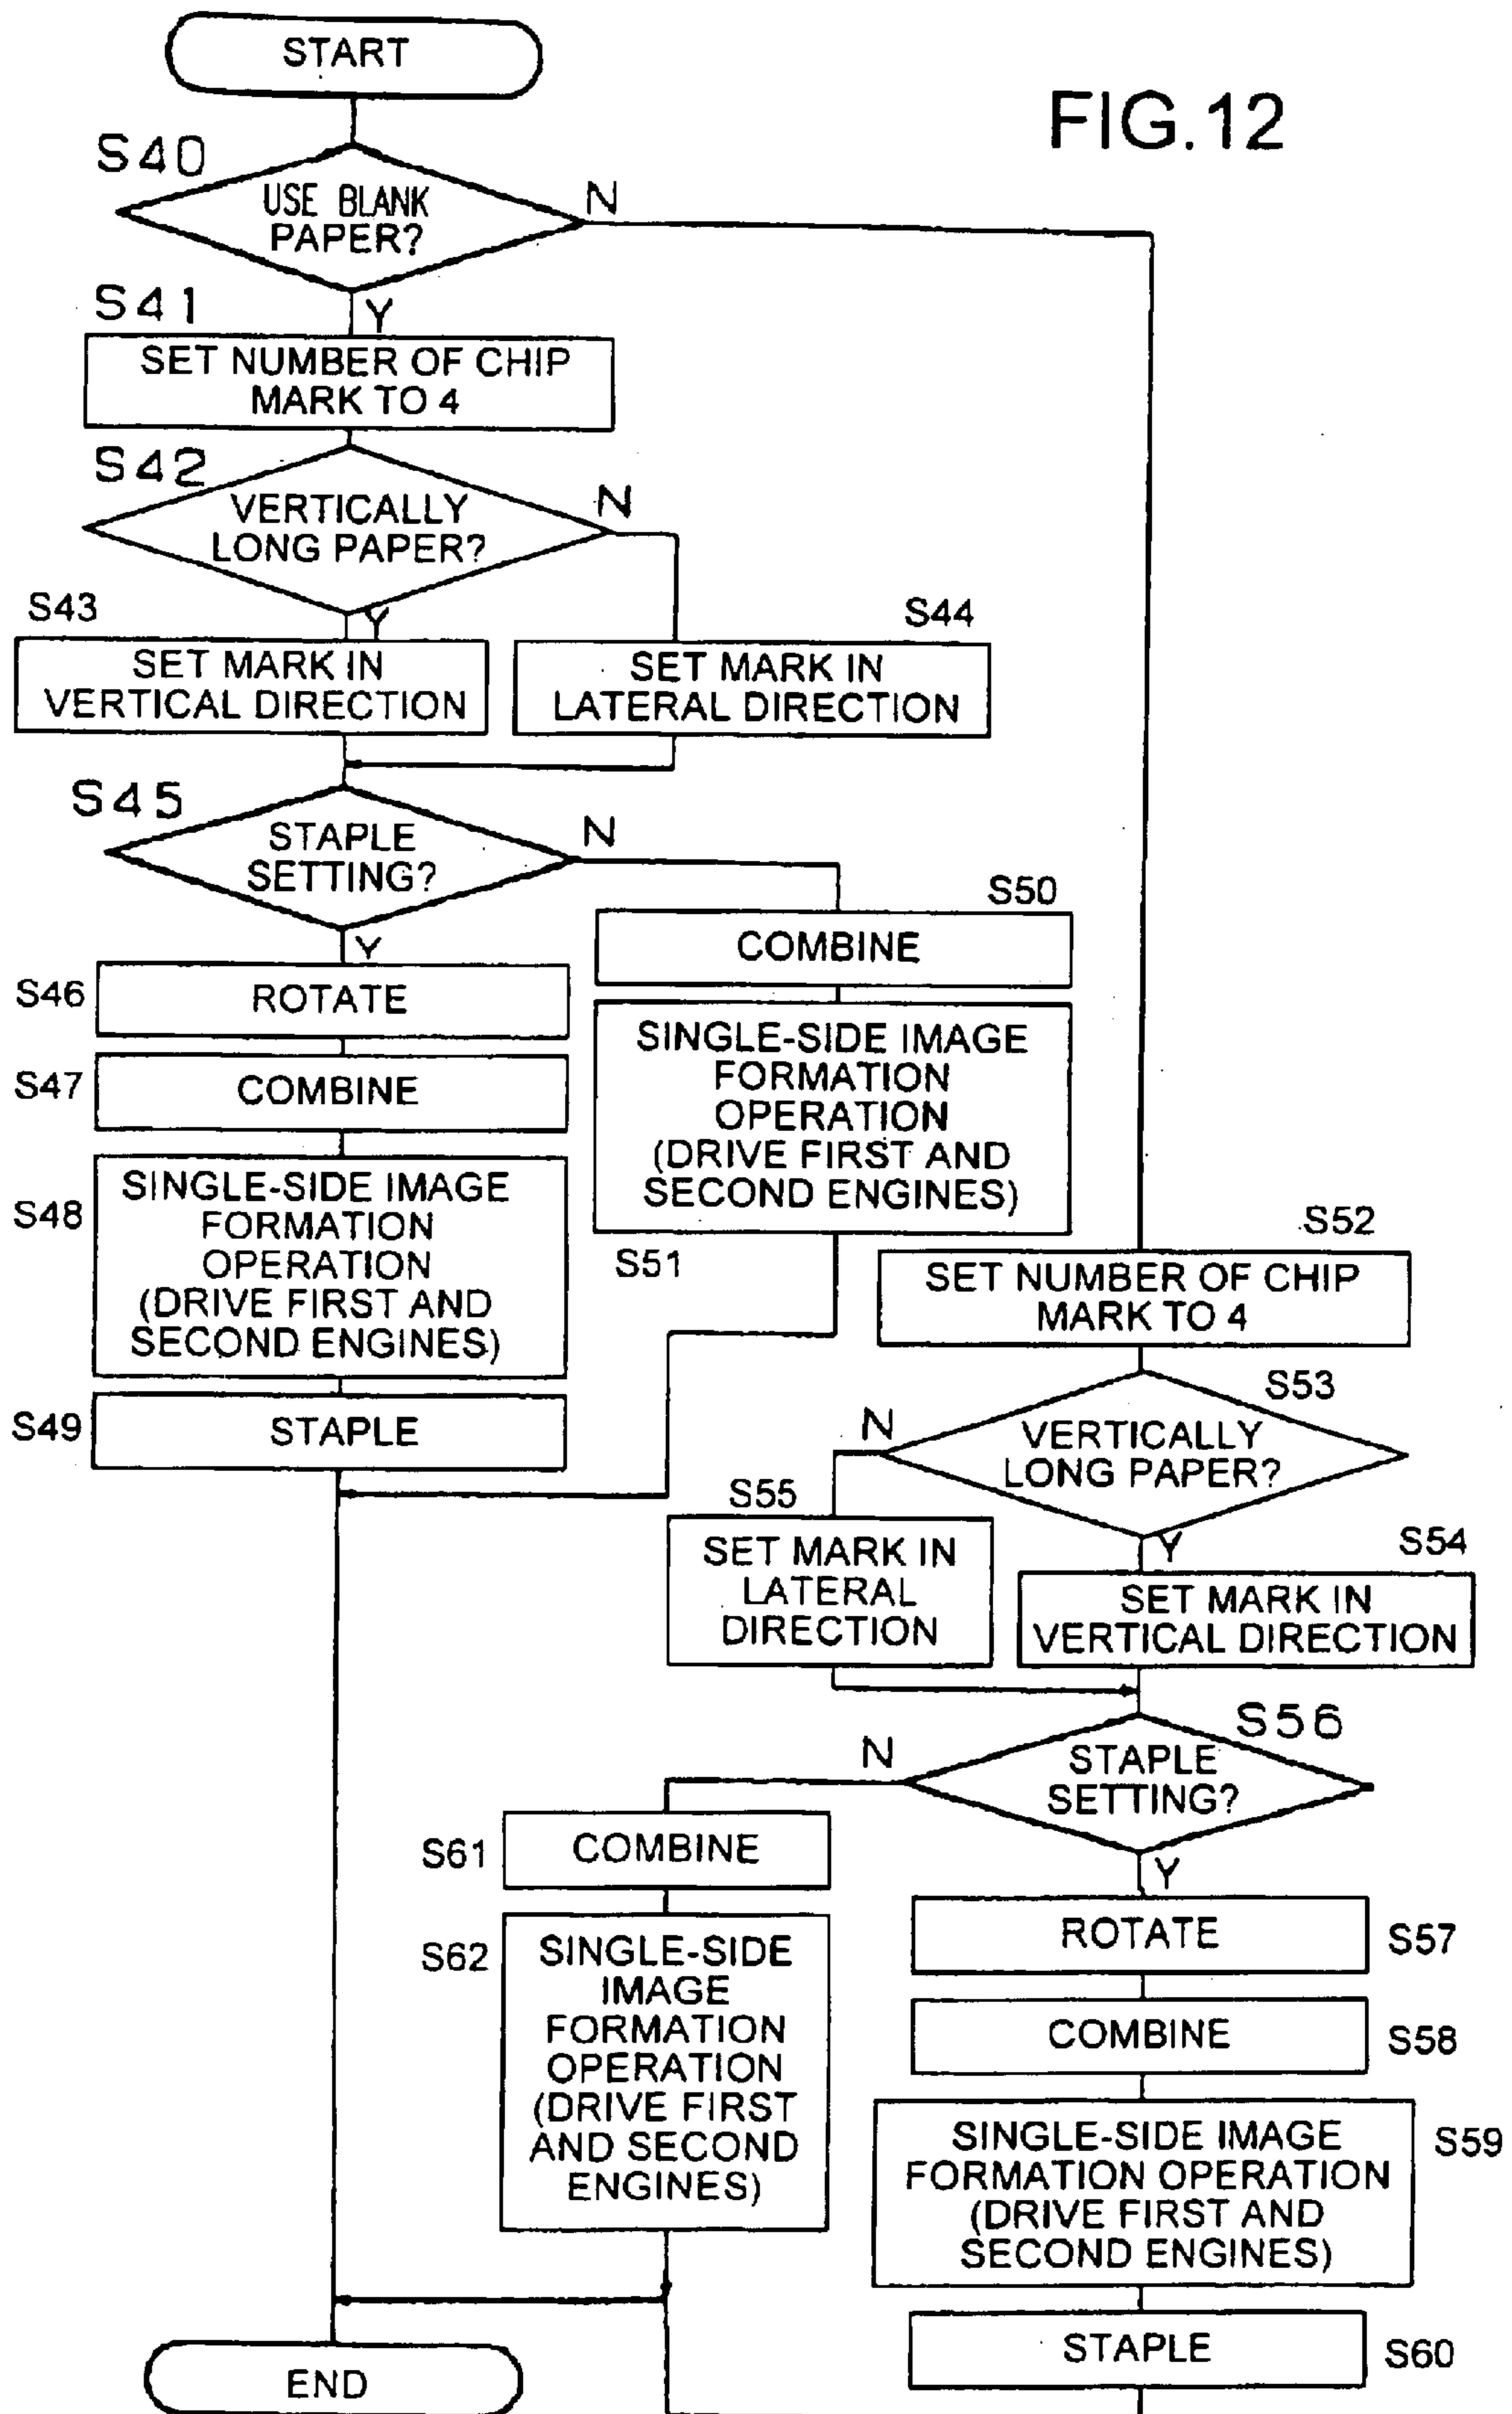 START
FIG.12
S40
USE BLANK
PAPER?
N
Y
S41
SET NUMBER OF CHIP
MARK TO 4
S42
VERTICALLY
LONG PAPER?
N
Y
S43
SET MARK IN
VERTICAL DIRECTION
S44
SET MARK IN
LATERAL DIRECTION
S45
STAPLE
SETTING?
N
Y
S46
ROTATE
S47
COMBINE
S48
SINGLE-SIDE IMAGE
FORMATION
OPERATION
(DRIVE FIRST AND
SECOND ENGINES)
S49
STAPLE
S50
COMBINE
SINGLE-SIDE IMAGE
FORMATION
OPERATION
(DRIVE FIRST AND
SECOND ENGINES)
S51
S52
SET NUMBER OF CHIP
MARK TO 4
S53
VERTICALLY
LONG PAPER?
N
Y
S55
SET MARK IN
LATERAL
DIRECTION
S54
SET MARK IN
VERTICAL DIRECTION
S56
STAPLE
SETTING?
N
Y
S61
COMBINE
S62
SINGLE-SIDE
IMAGE
FORMATION
OPERATION
(DRIVE FIRST
AND SECOND
ENGINES)
ROTATE
S57
COMBINE
S58
SINGLE-SIDE IMAGE
FORMATION OPERATION
(DRIVE FIRST AND
SECOND ENGINES)
S59
STAPLE
S60
END